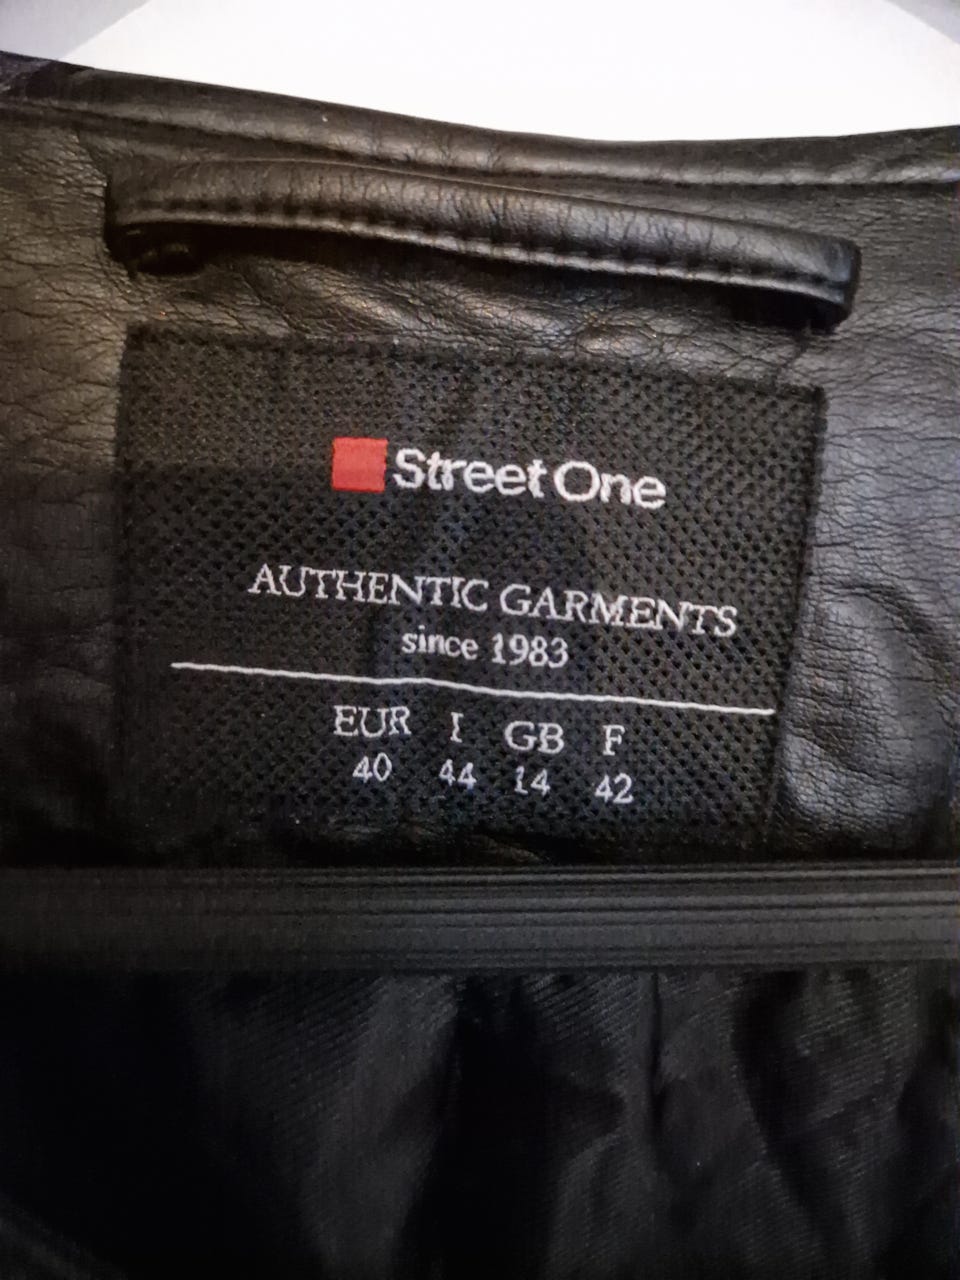 Street One
AUTHENTIC GARMENTS
since 1983
EUR I GB F
40 44 14 42